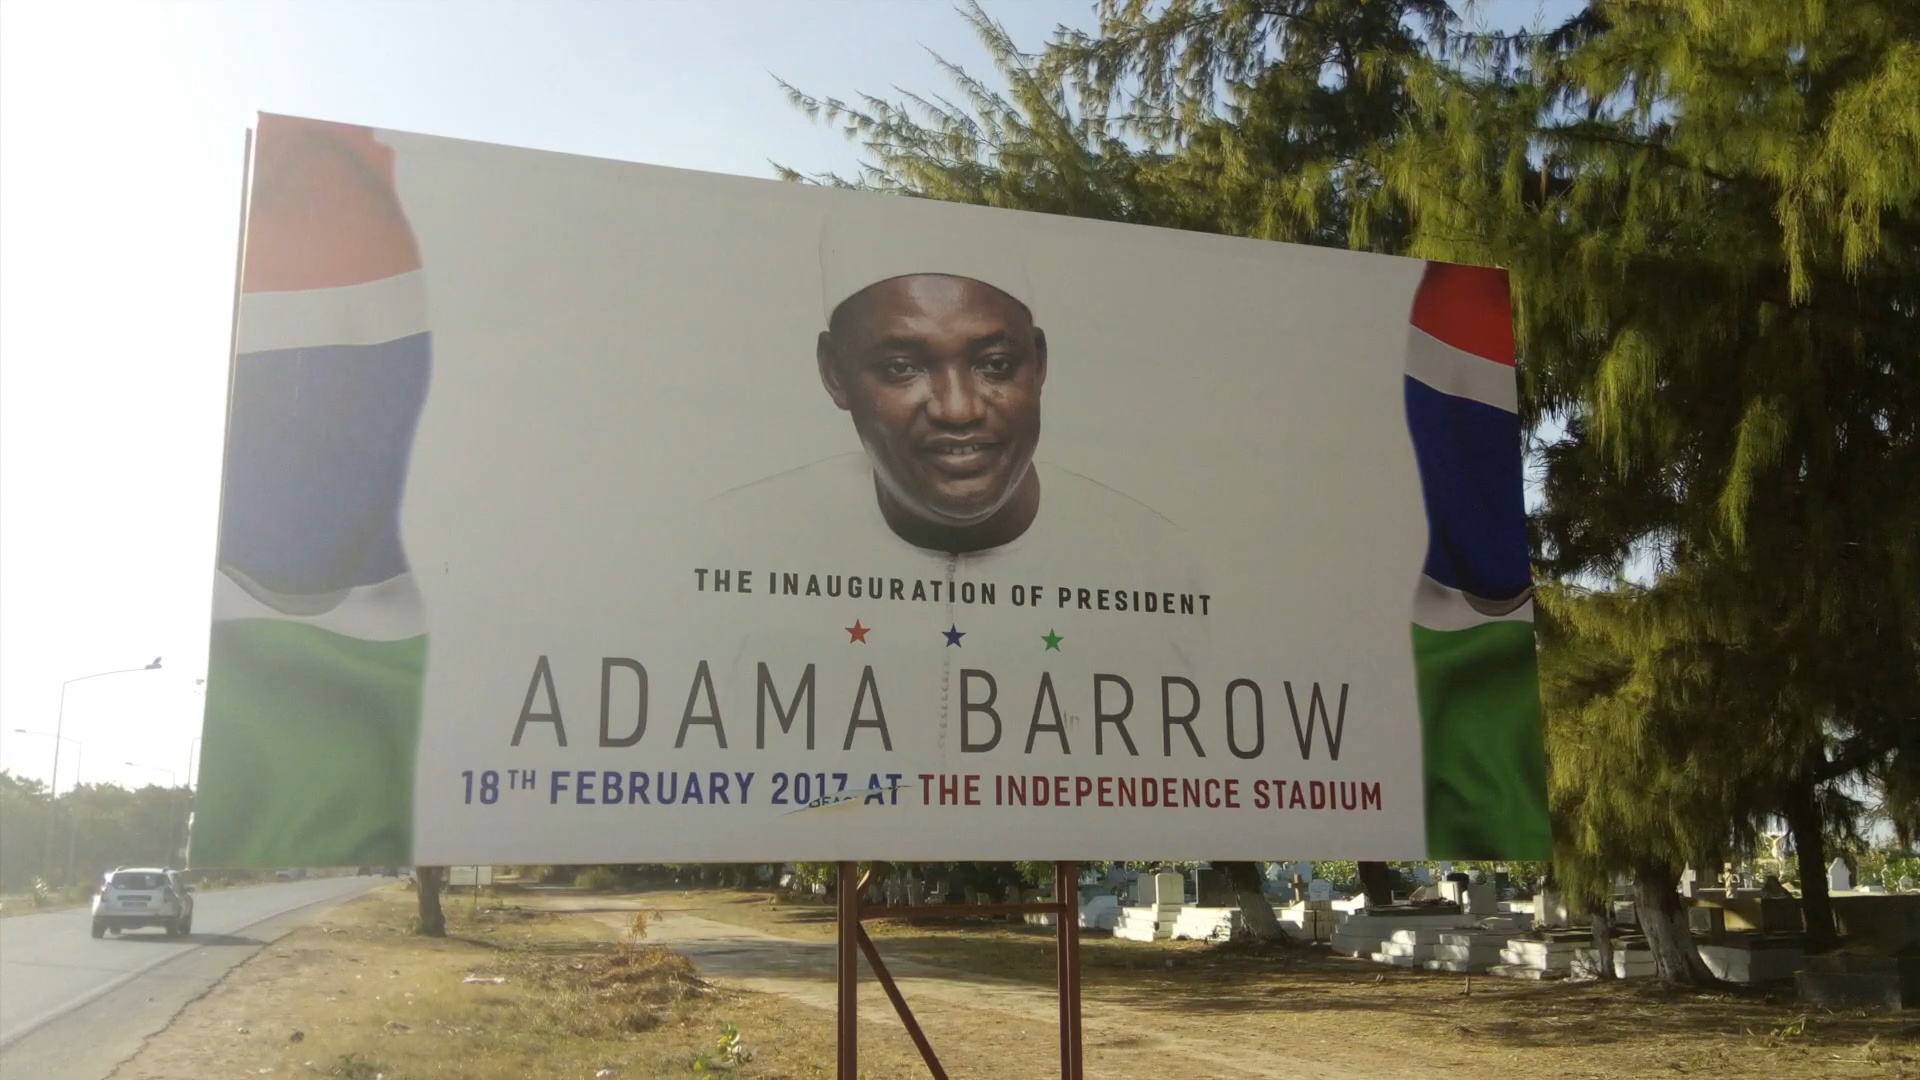 THE INAUGURATION OF PRESIDENT
ADAMA BARROW
18TH FEBRUARY 2017 AT THE INDEPENDENCE STADIUM